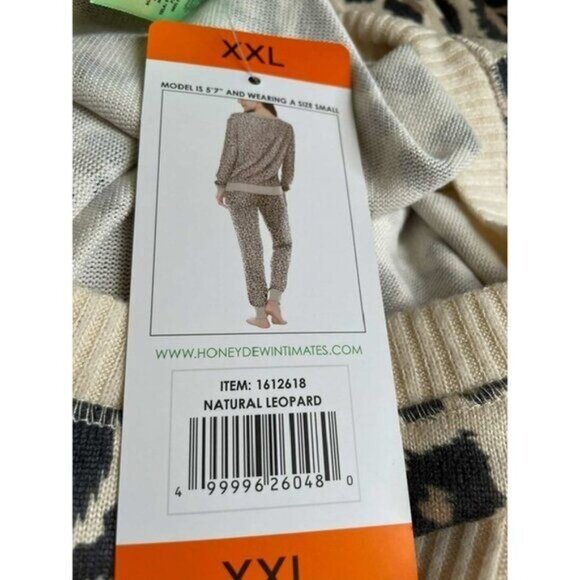 XXL
MODEL IS 5'7" AND WEARING A SIZE SMALL
WWW.HONEYDEWINTIMATES.COM
ITEM: 1612618
NATURAL LEOPARD
4 99996 26048 0
XXL